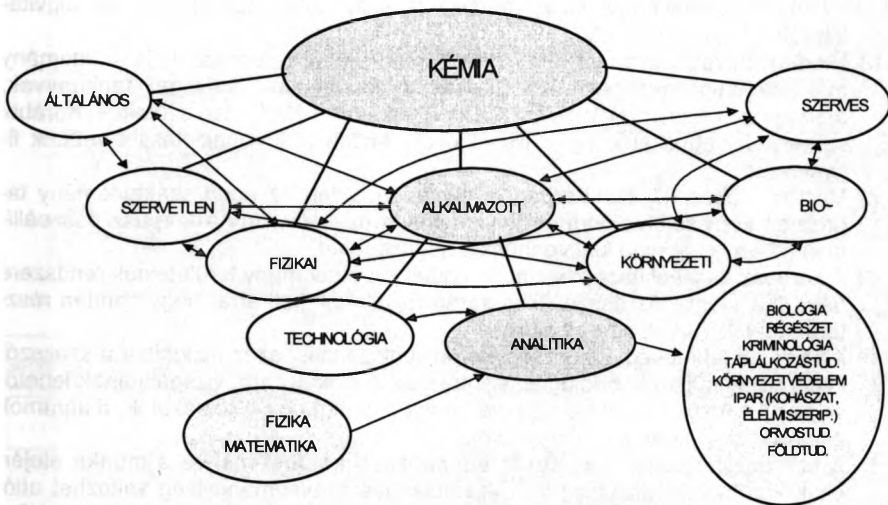 KÉMIA
ÁLTALÁNOS
SZERVES
SZERVETLEN
ALKALMAZOTT
BIO-
FIZIKAI
KÖRNYEZETI
TECHNOLÓGIA
ANALITIKA
FIZIKA
MATEMATIKA
BIOLÓGIA
RÉGÉSZET
KRIMINOLÓGIA
TÁPLÁLKOZÁSTUD.
KÖRNYEZETVÉDELEM
IPAR (KOHÁSZAT,
ÉLELMISZERIP.)
ORVOSTUD.
FÖLDTUD.